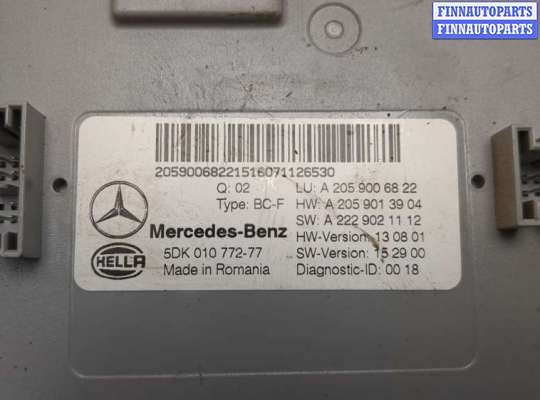 FINNAUTOPARTS
FINNAUTOPARTS
20590068221516071126530
Q: 02
Type: BC-F
Mercedes-Benz
HELLA
5DK 010 772-77
Made in Romania
LU: A 205 900 68 22
HW: A 205 901 39 04
SW: A 222 902 11 12
HW-Version: 13 08 01
SW-Version: 15 29 00
Diagnostic-ID: 00 18